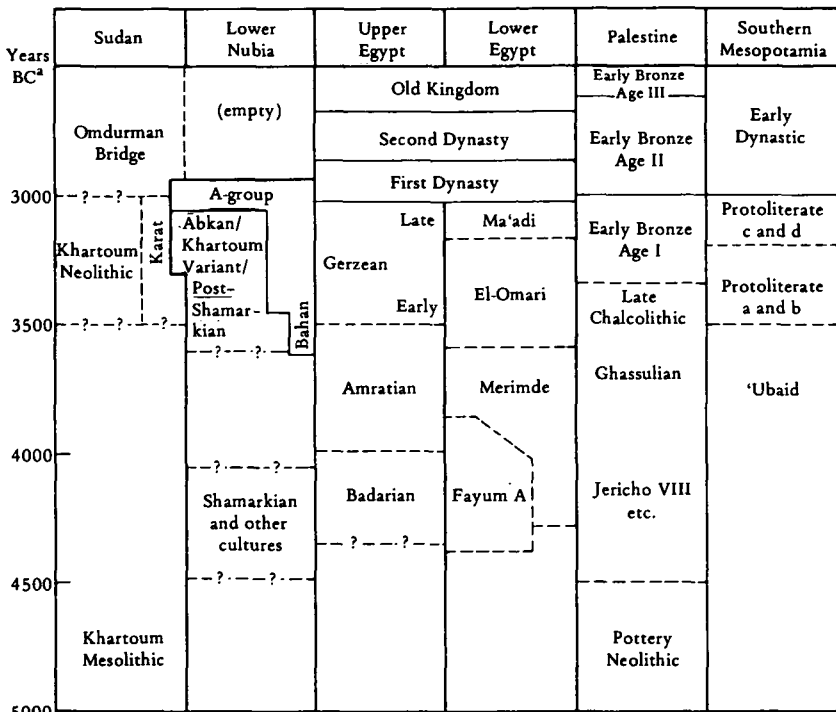 Years
BCa
Sudan
Lower
Nubia
Upper
Egypt
Lower
Egypt
Palestine
Southern
Mesopotamia
3000
3500
4000
4500
5000
Omdurman
Bridge
? ?
Khartoum
Neolithic
Karat
? ? ?
Khartoum
Mesolithic
(empty)
A-group
Abkan/
Khartoum
Variant/
Post-
Shamar-
kian
Bahan
? ?
? ?
Shamarkian
and other
cultures
? ?
Old Kingdom
Second Dynasty
First Dynasty
Late
Gerzean
Early
Amratian
Badarian
? ?
Ma'adi
El-Omari
Merimde
Fayum A
Early Bronze
Age III
Early Bronze
Age II
Early Bronze
Age I
Late
Chalcolithic
Ghassulian
Jericho VIII
etc.
Pottery
Neolithic
Early
Dynastic
Protoliterate
c and d
Protoliterate
a and b
'Ubaid